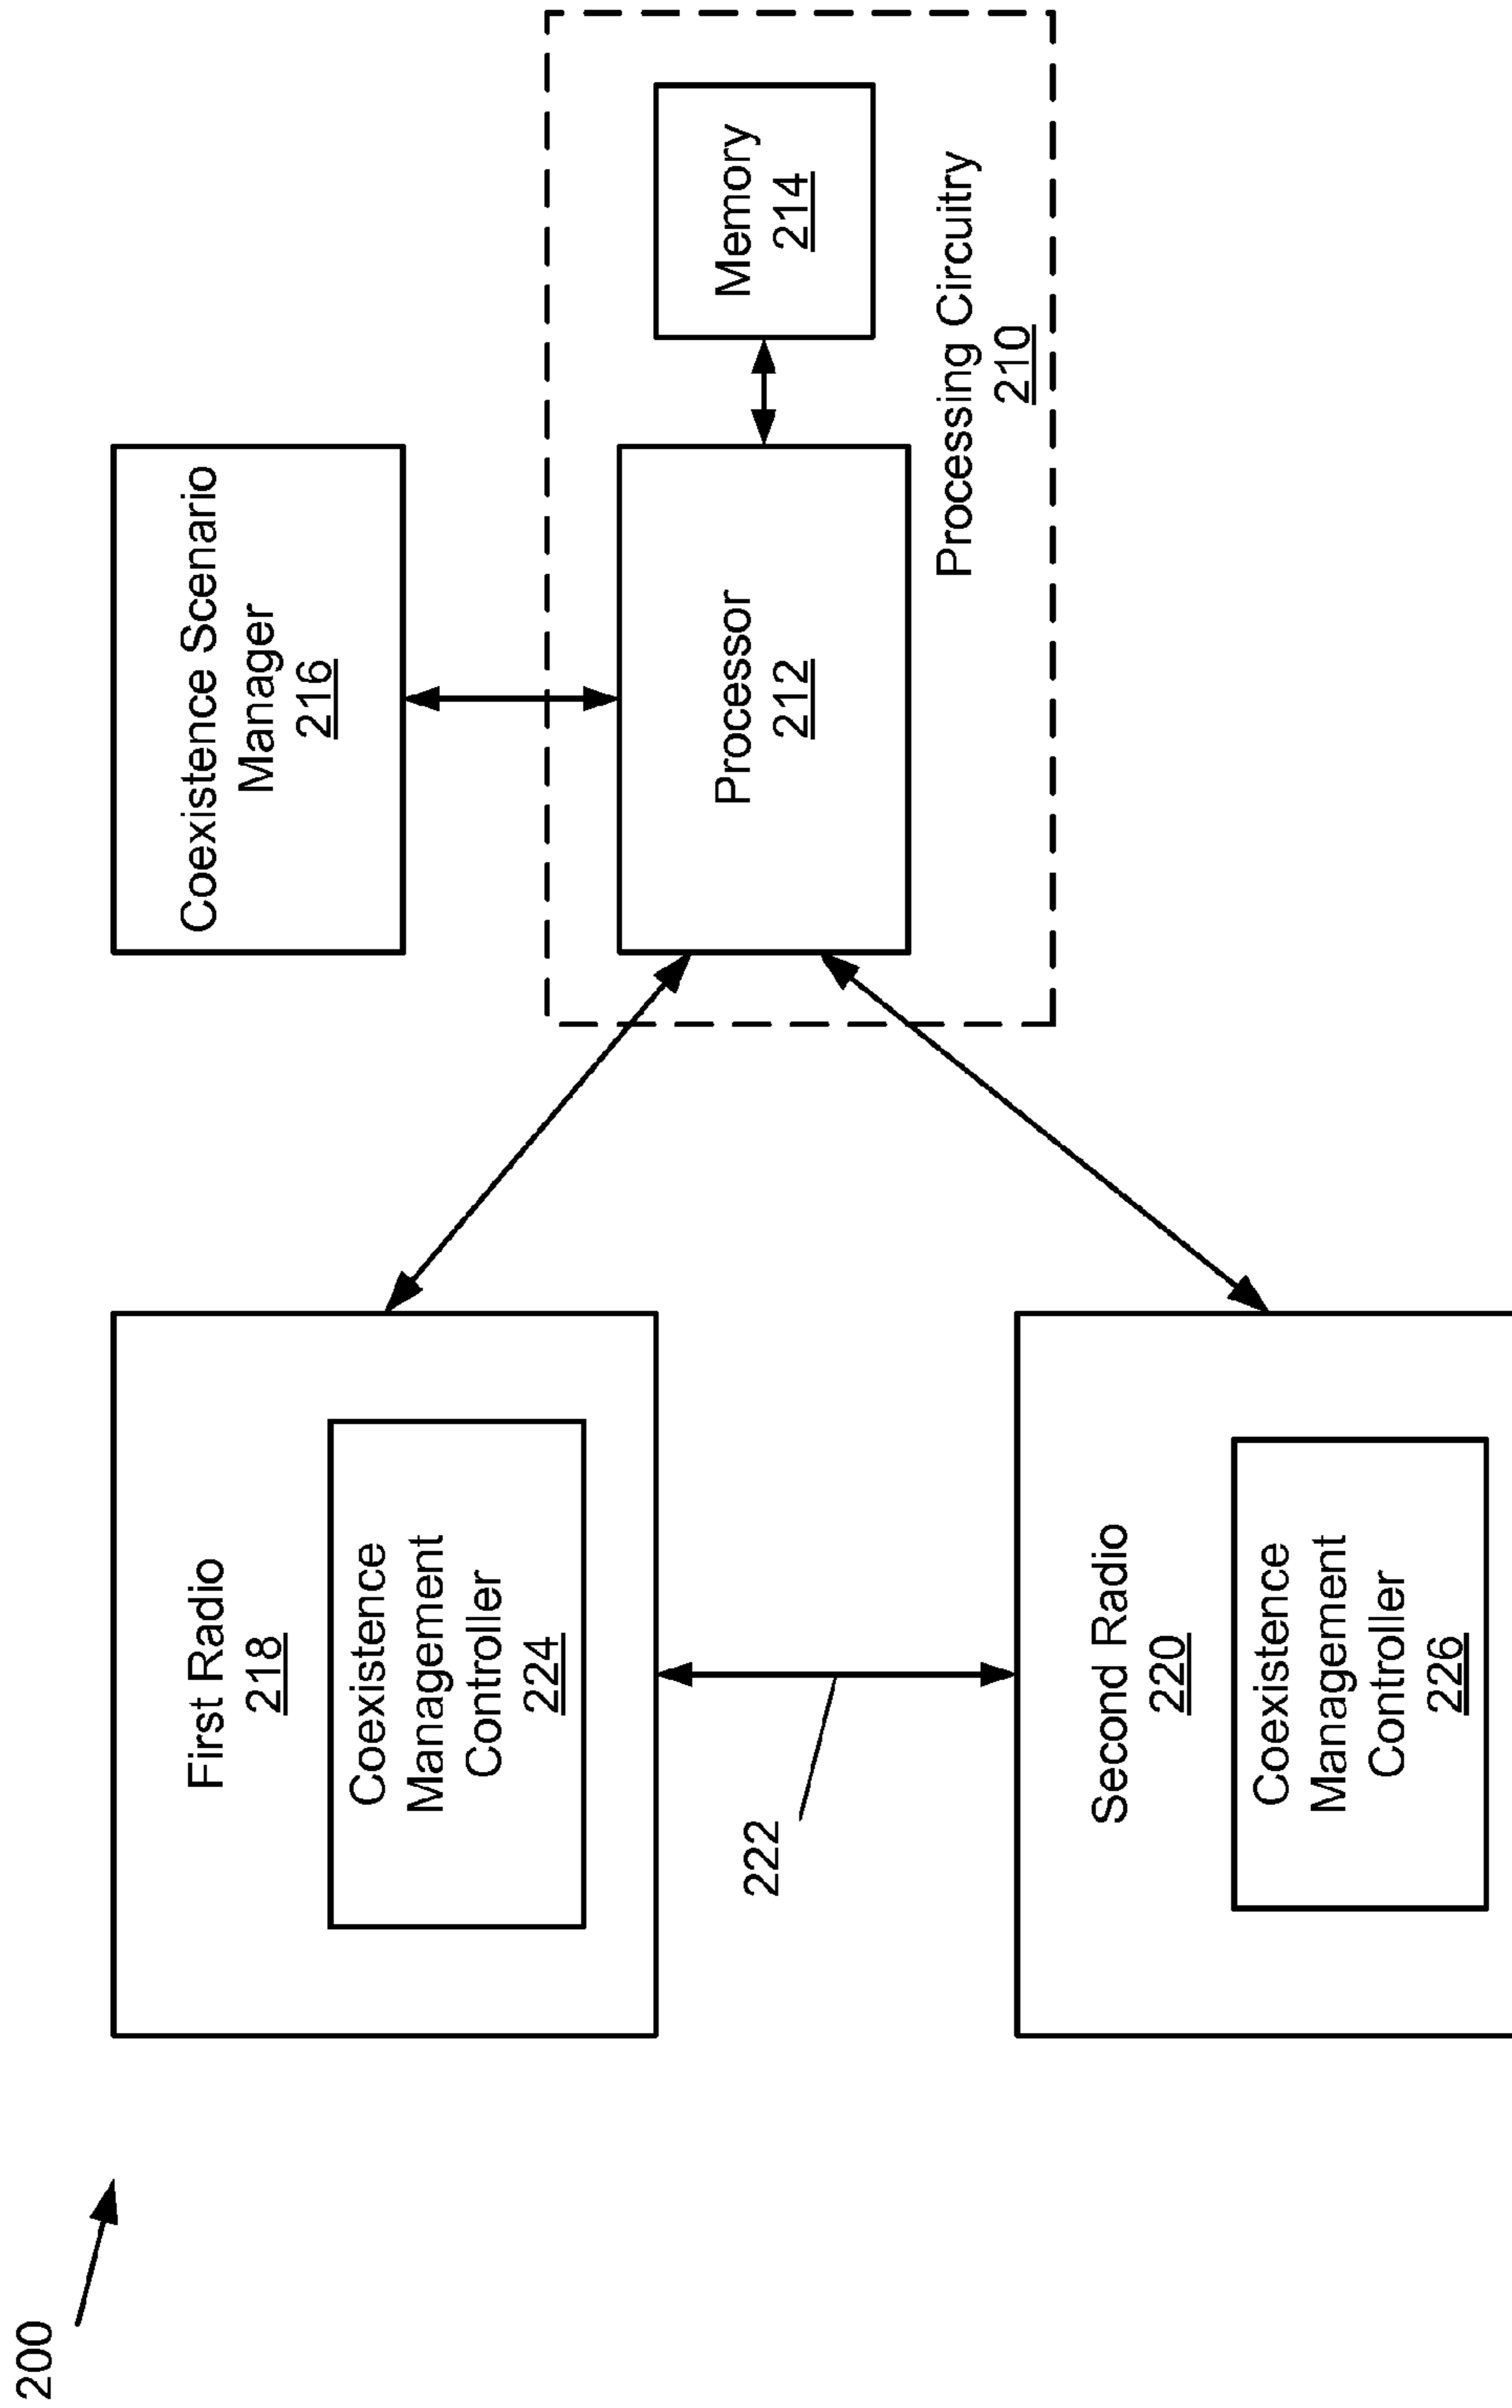 200
First Radio
218
Coexistence
Management
Controller
224
222
Second Radio
220
Coexistence
Management
Controller
226
Coexistence Scenario
Manager
216
Processor
212
Memory
214
Processing Circuitry
210